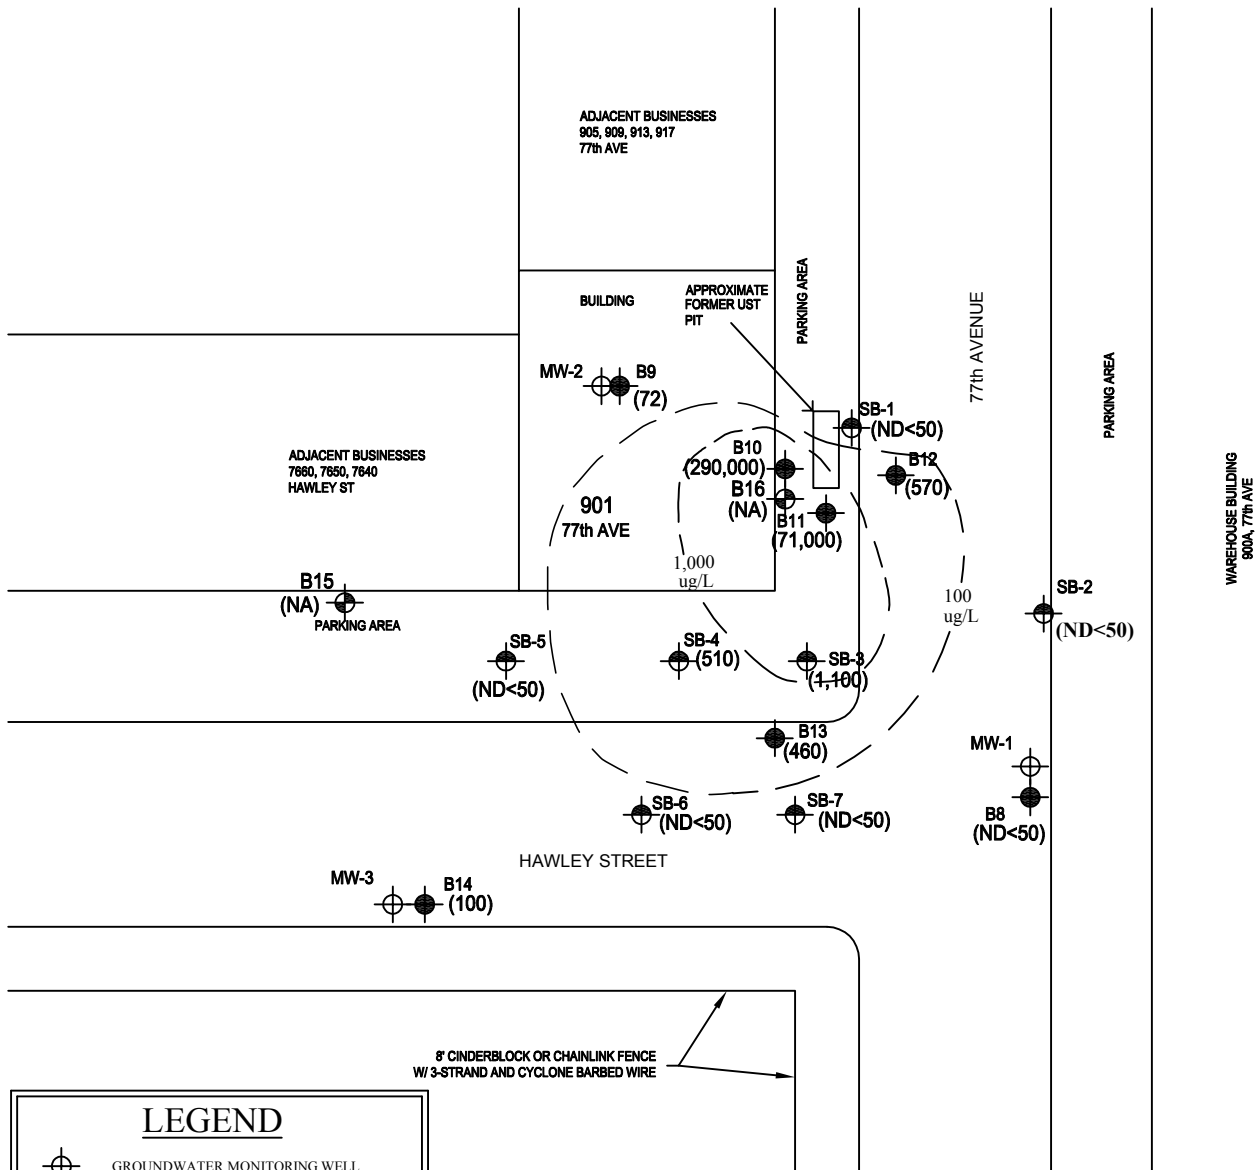 ADJACENT BUSINESSES
905, 909, 913, 917
77th AVE
BUILDING
APPROXIMATE
FORMER UST
PIT
PARKING AREA
77th AVENUE
PARKING AREA
WAREHOUSE BUILDING
900A, 77th AVE
MW-2
B9
(72)
SB-1
(ND<50)
ADJACENT BUSINESSES
7660, 7650, 7640
HAWLEY ST
B10
(290,000)
B16
(NA)
B11
(71,000)
B12
(570)
901
77th AVE
1,000
ug/L
100
ug/L
B15
(NA)
PARKING AREA
SB-2
(ND<50)
SB-5
(ND<50)
SB-4
(510)
SB-3
(1,100)
B13
(460)
MW-1
B8
(ND<50)
SB-6
(ND<50)
SB-7
(ND<50)
HAWLEY STREET
MW-3
B14
(100)
8' CINDERBLOCK OR CHAINLINK FENCE
W/ 3-STRAND AND CYCLONE BARBED WIRE
LEGEND
GROUNDWATER MONITORING WELL